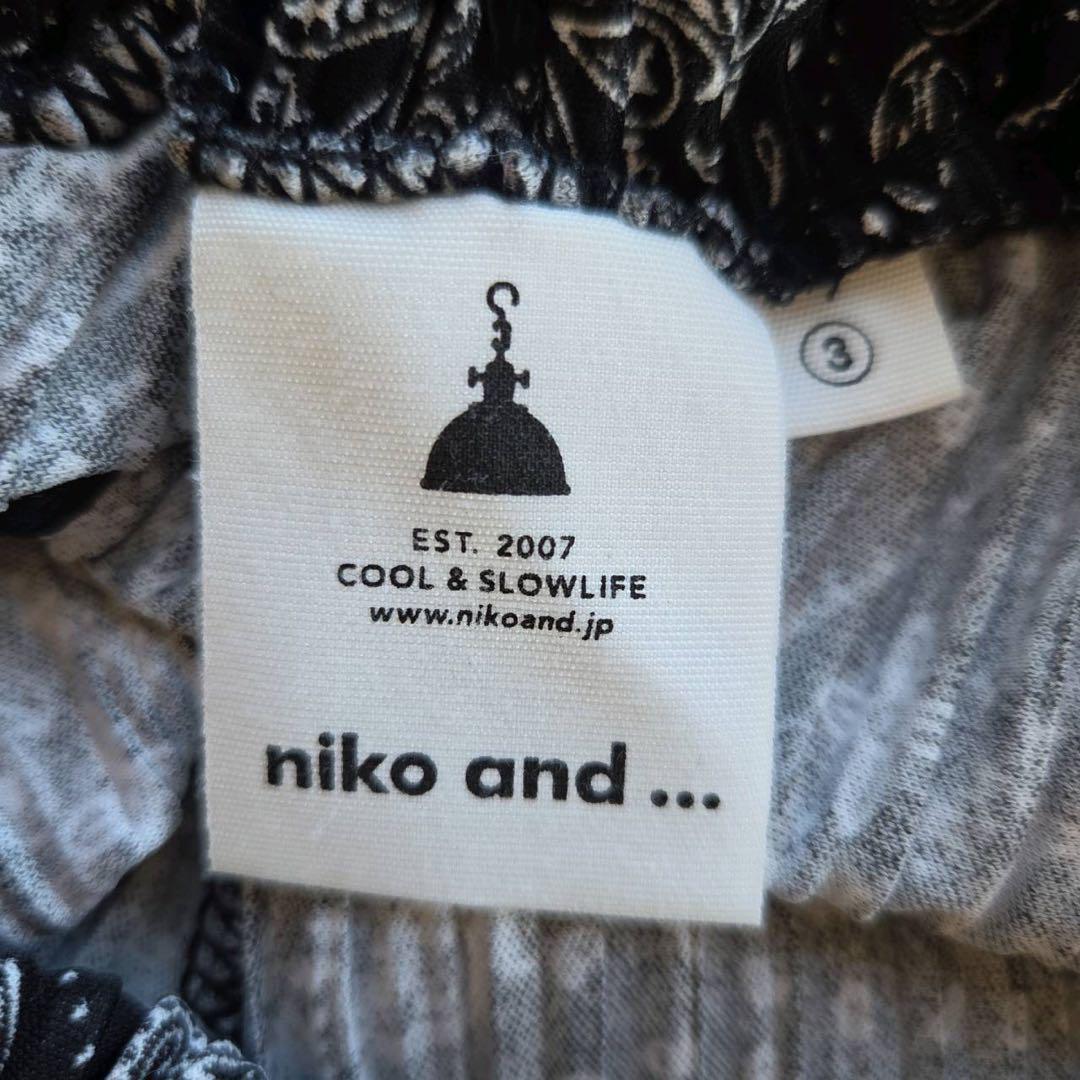 ③
EST. 2007
COOL & SLOWLIFE
www.nikoand.jp
niko and ...